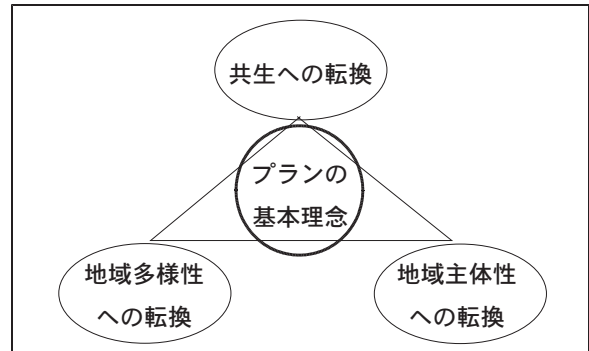 共生への転換
プランの
基本理念
地域多様性
への転換
地域主体性
への転換